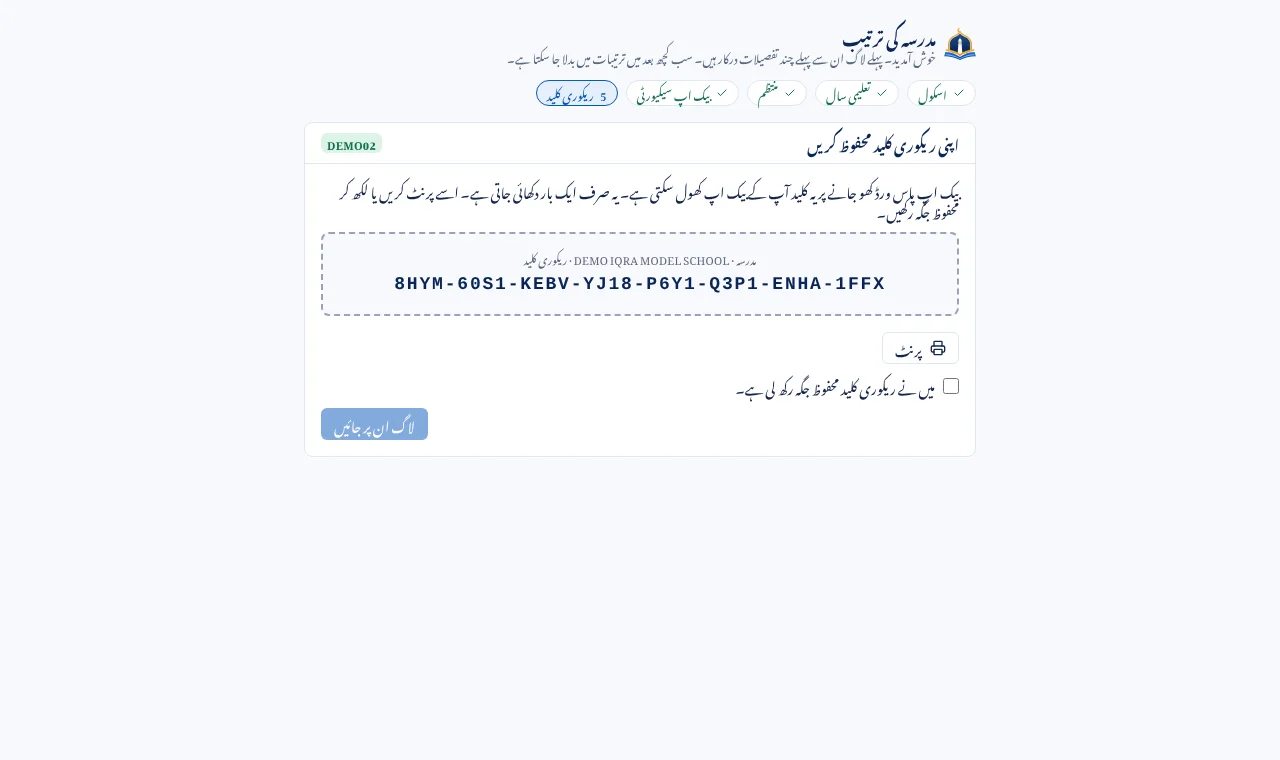 مدرسہ کی ترتیب
خوش آمدید۔ پہلے لاگ ان سے پہلے چند تفصیلات درکار ہیں۔ سب کچھ بعد میں ترتیبات میں بدلا جا سکتا ہے۔
اسکول
تعلیمی سال
منتظم
بیک اپ سیکیورٹی
5 ریکوری کلید
اپنی ریکوری کلید محفوظ کریں
DEMO02
بیک اپ پاس ورڈ کھو جانے پر یہ کلید آپ کے بیک اپ کھول سکتی ہے۔ یہ صرف ایک بار دکھائی جاتی ہے۔ اسے پرنٹ کریں یا لکھ کر
محفوظ جگہ رکھیں۔
مدرسہ · DEMO IQRA MODEL SCHOOL · ریکوری کلید
8HYM-60S1-KEBV-YJ18-P6Y1-Q3P1-ENHA-1FFX
پرنٹ
میں نے ریکوری کلید محفوظ جگہ رکھ لی ہے۔
لاگ ان پر جائیں